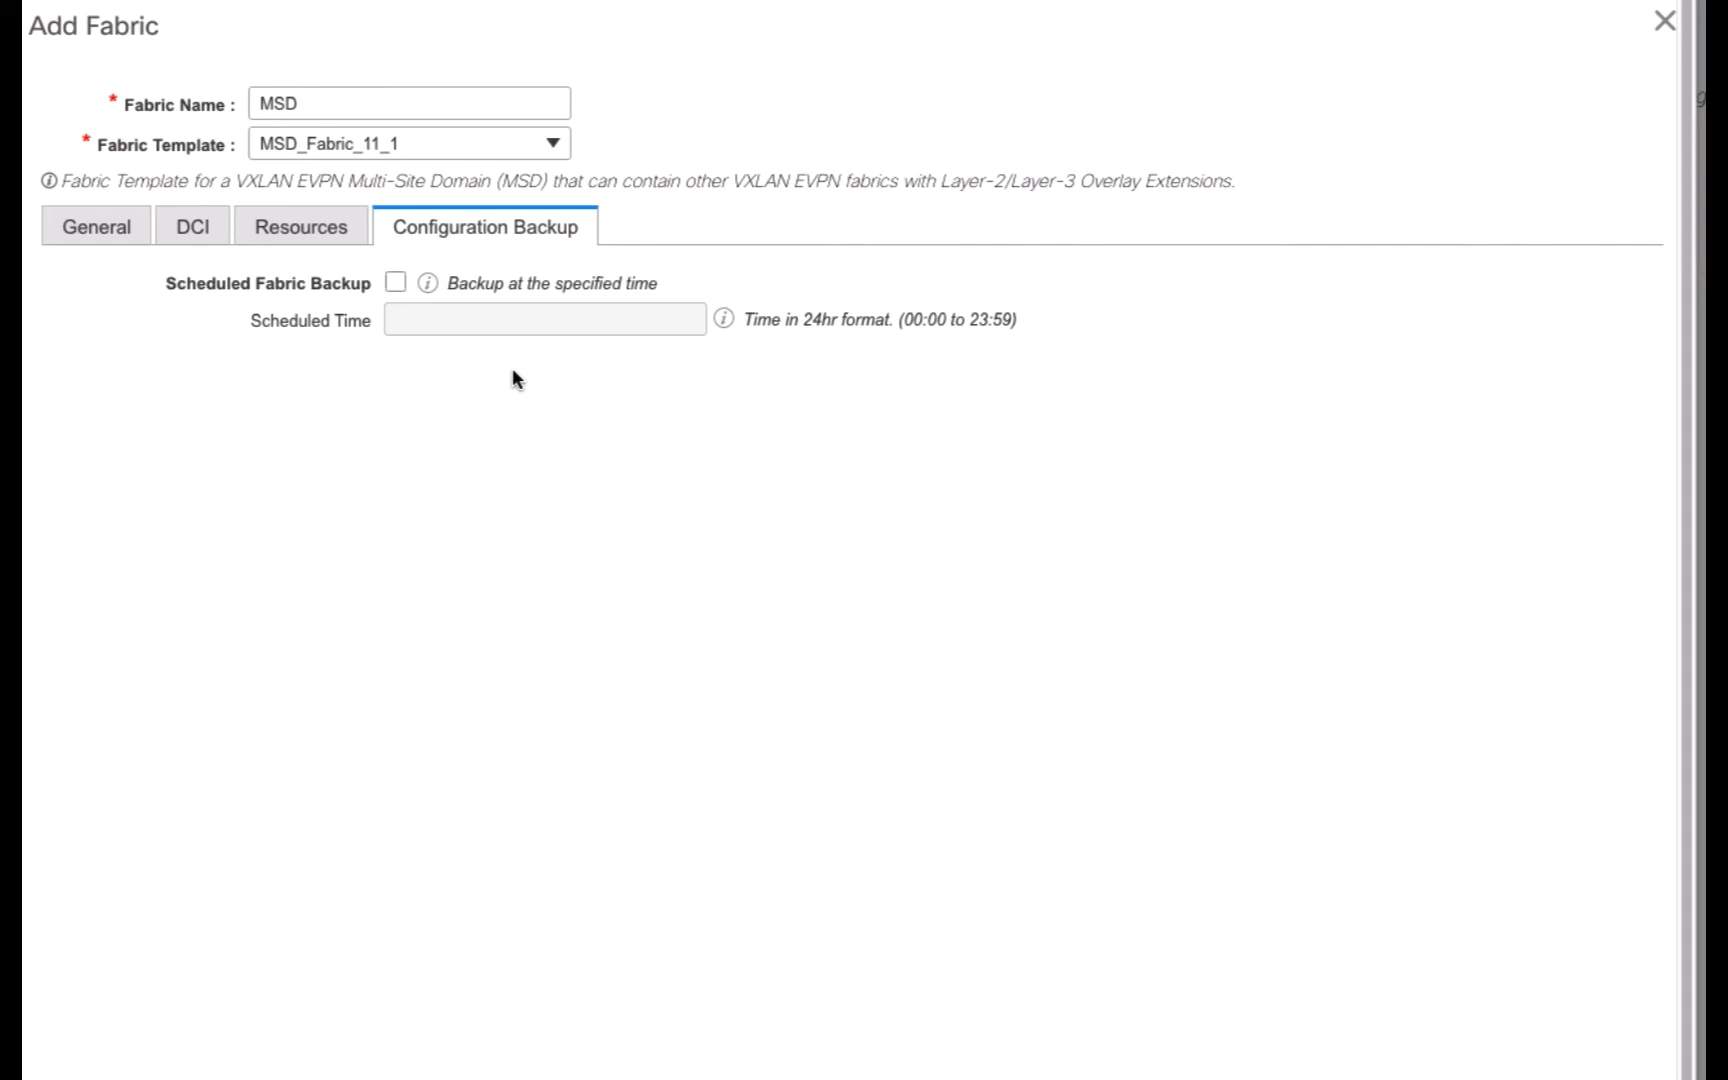 Add Fabric
* Fabric Name : MSD
* Fabric Template : MSD_Fabric_11_1
Fabric Template for a VXLAN EVPN Multi-Site Domain (MSD) that can contain other VXLAN EVPN fabrics with Layer-2/Layer-3 Overlay Extensions.
General DCI Resources Configuration Backup
Scheduled Fabric Backup Backup at the specified time
Scheduled Time Time in 24hr format. (00:00 to 23:59)